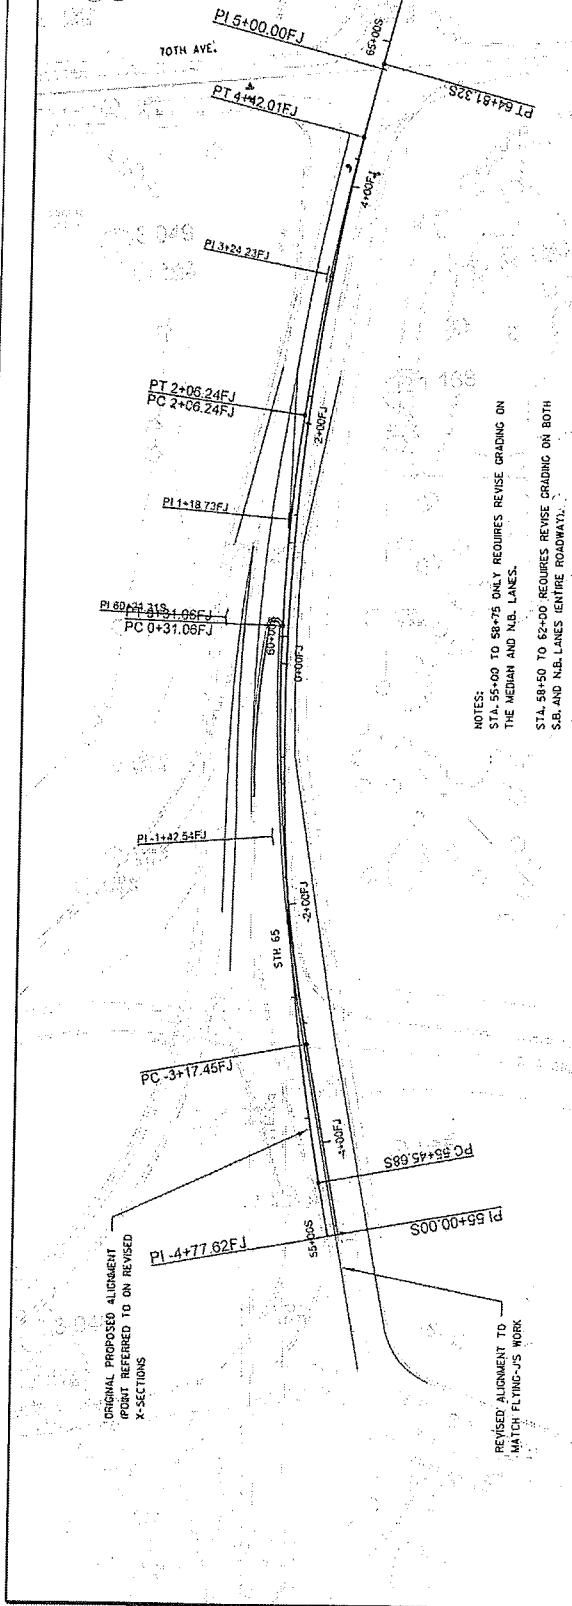 PI 5+00.00FJ
65+00S
70TH AVE.
PT 64+81.32S
PT 4+42.01FJ
4+00FJ
PI 3+24.23FJ
PT 2+06.24FJ
PC 2+06.24FJ
2+00FJ
PI 1+18.73FJ
PC 0+31.06FJ
60+00S
0+00FJ
PI -1+42.54FJ
-2+00FJ
STH 65
PC -3+17.45FJ
-4+00FJ
PC 55+45.68S
PI 55+00.00S
55+00S
PI -4+77.62FJ
ORIGINAL PROPOSED ALIGNMENT
(POINT REFERRED TO ON REVISED
X-SECTIONS
REVISED ALIGNMENT TO
MATCH FLYING-J'S WORK
NOTES:
STA. 55+00 TO 58+75 ONLY REQUIRES REVISE GRADING ON
THE MEDIAN AND N.B. LANES.
STA. 58+50 TO 62+00 REQUIRES REVISE GRADING ON BOTH
S.B. AND N.B. LANES (ENTIRE ROADWAY).